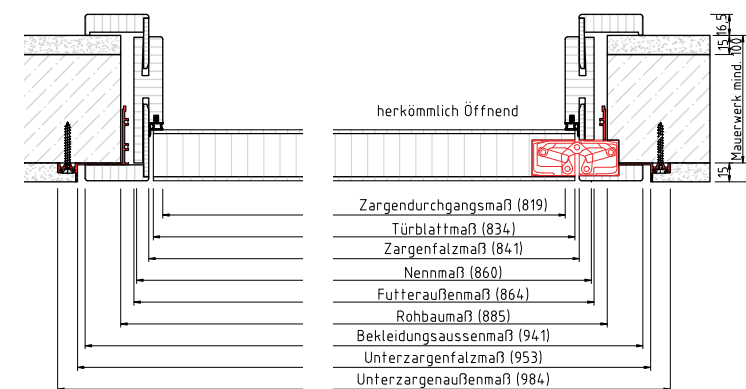 16,5
15
Mauerwerk mind. 100
herkömmlich Öffnend
15
Zargendurchgangsmaß (819)
Türblattmaß (834)
Zargenfalzmaß (841)
Nennmaß (860)
Futteraußenmaß (864)
Rohbaumaß (885)
Bekleidungsaussenmaß (941)
Unterzargenfalzmaß (953)
Unterzargenaußenmaß (984)